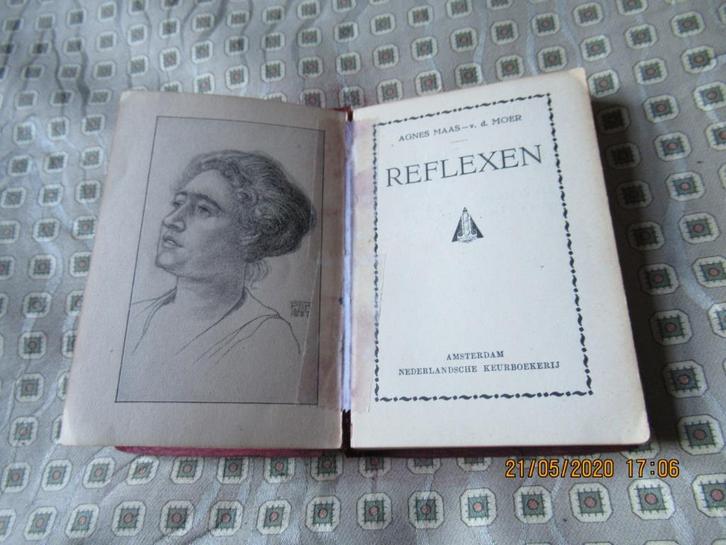 AGNES MAAS—v. d. MOER
REFLEXEN
AMSTERDAM
NEDERLANDSCHE KEURBOEKERIJ
21/05/2020 17:06